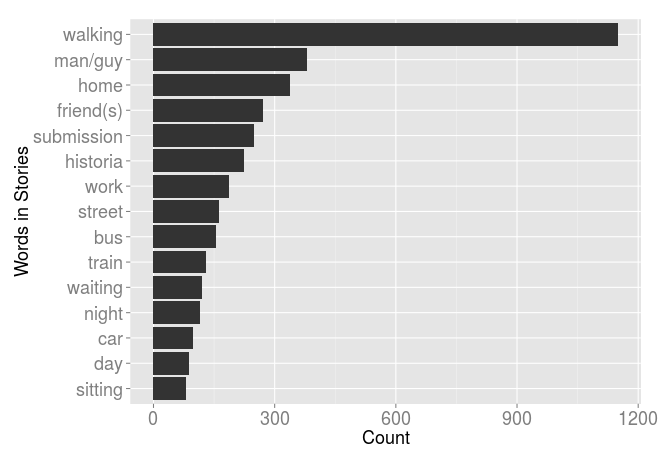 walking
man/guy
home
friend(s)
submission
historia
work
street
bus
train
waiting
night
car
day
sitting
Words in Stories
0 300 600 900 1200
Count